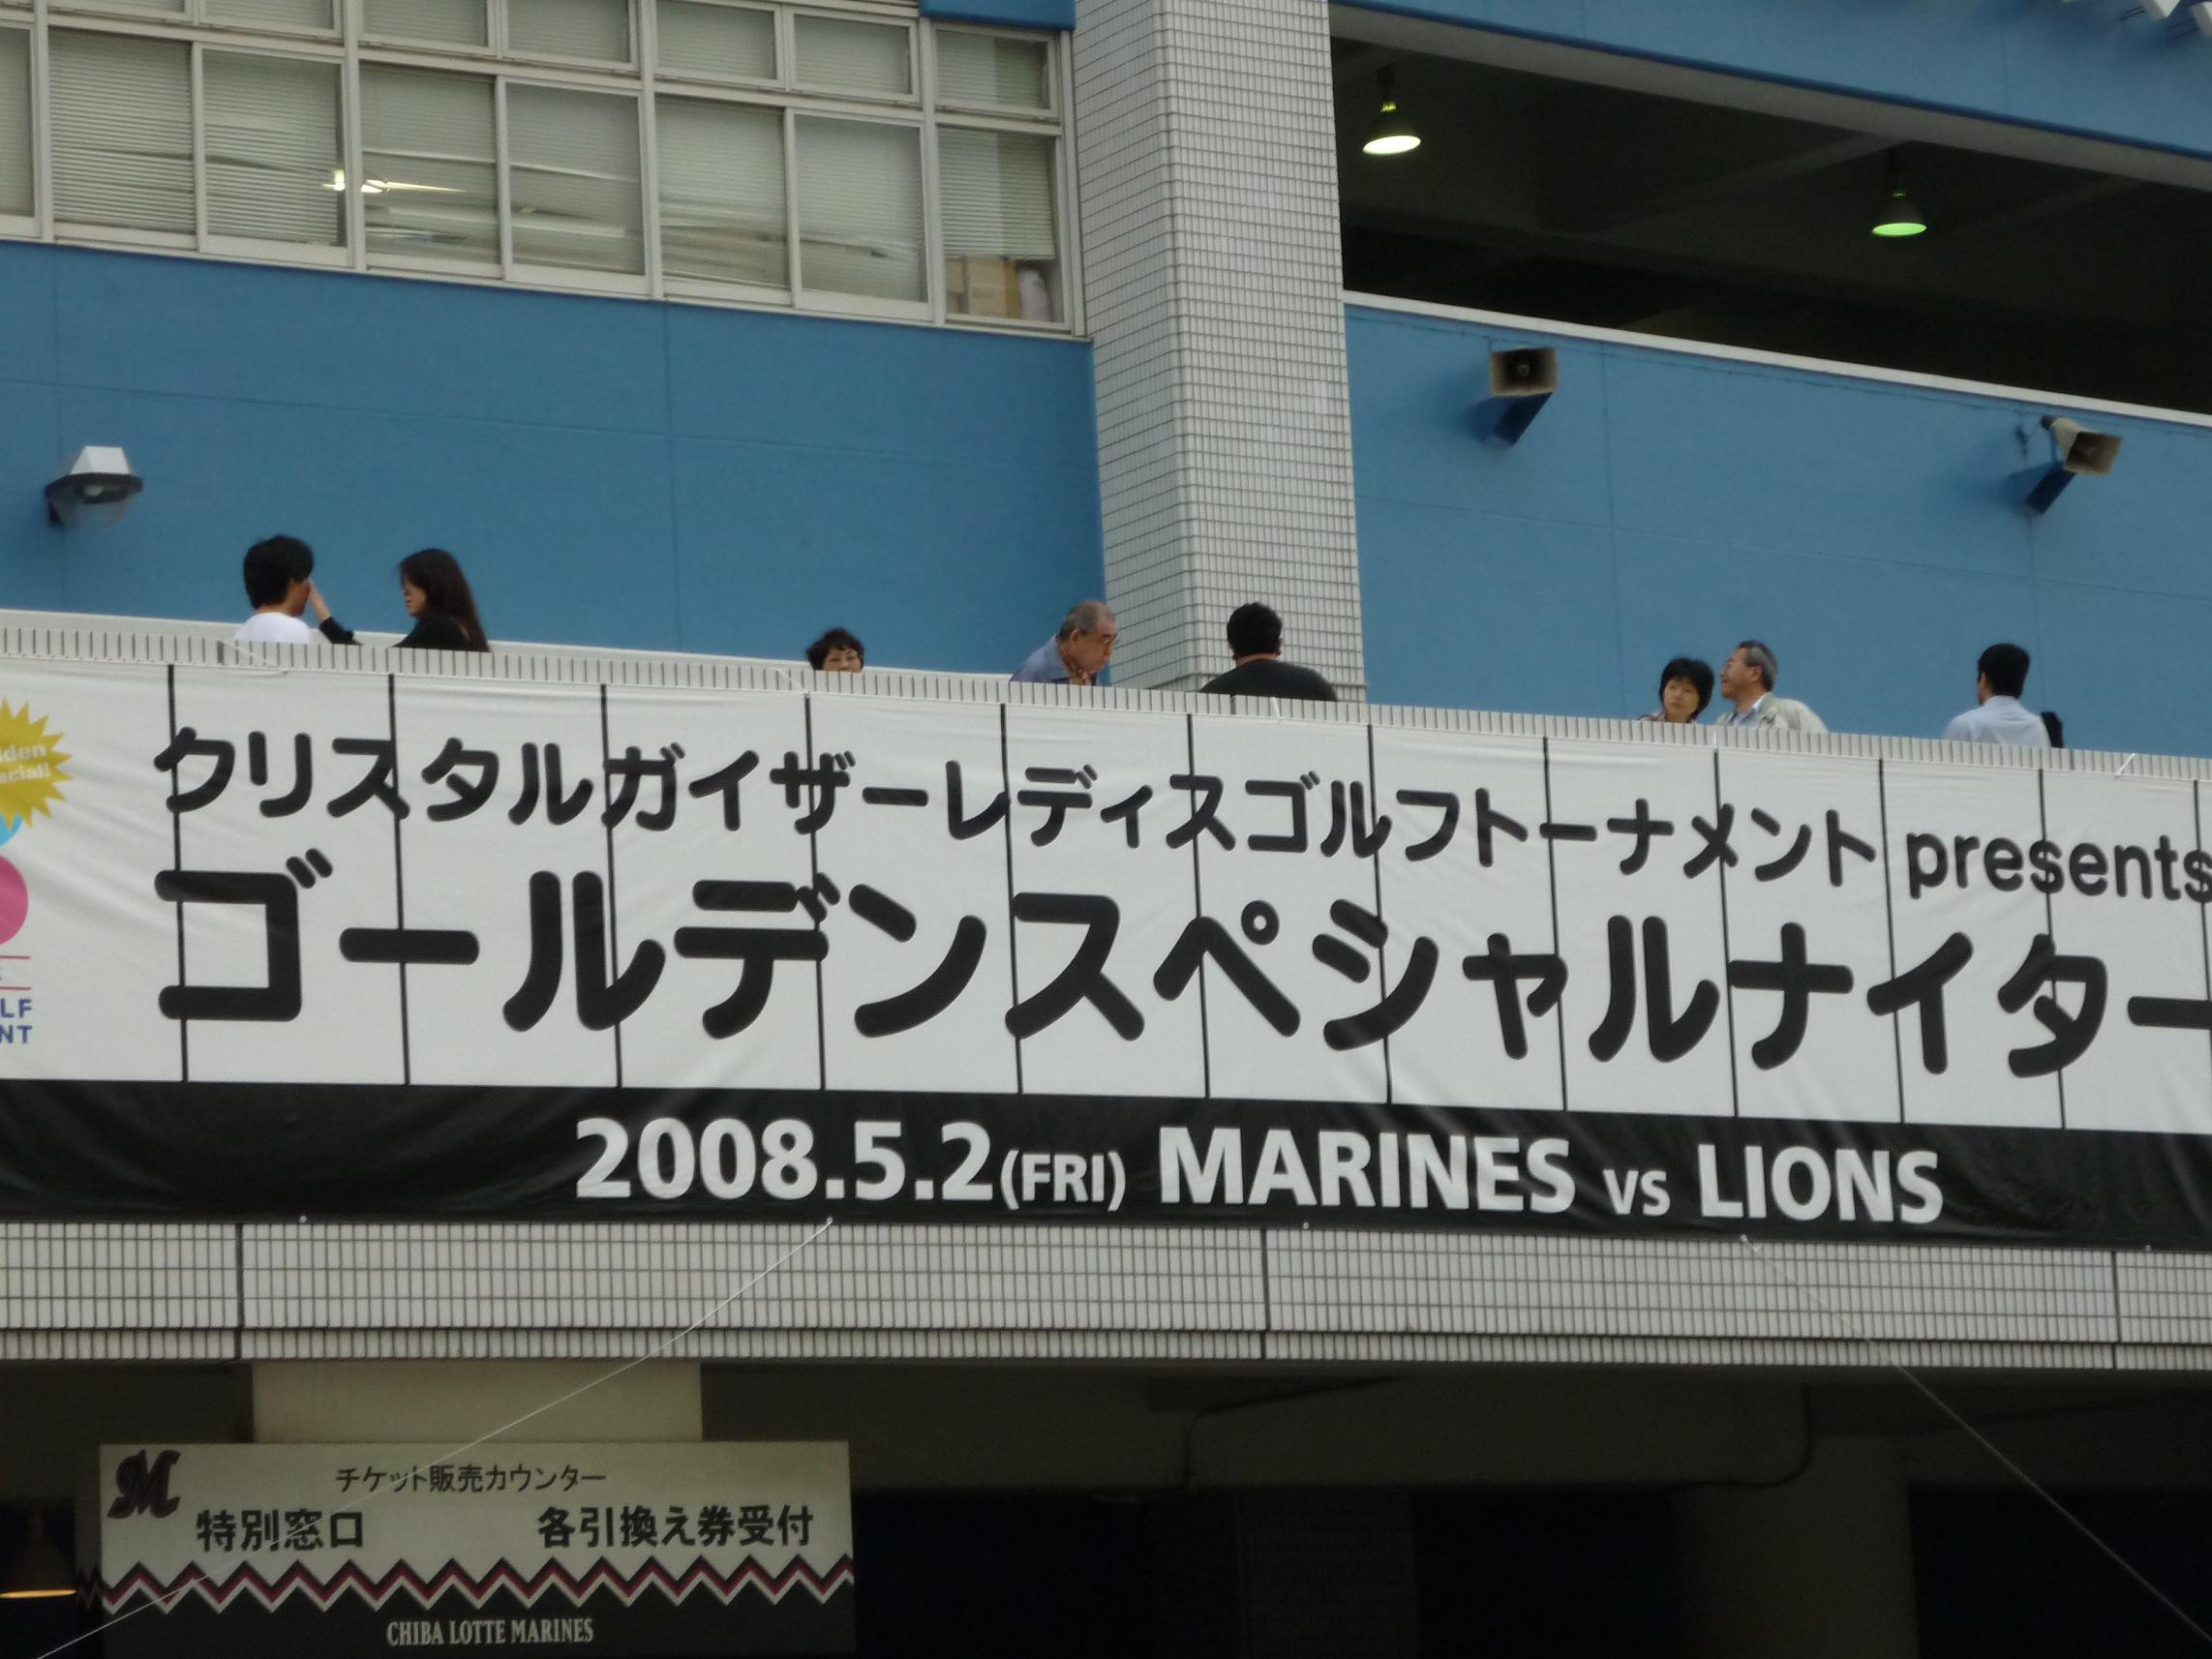 クリスタルガイザーレディスゴルフトーナメント presents
ゴールデンスペシャルナイター
2008.5.2(FRI) MARINES vs LIONS
M
チケット販売カウンター
特別窓口 各引換え券受付
CHIBA LOTTE MARINES